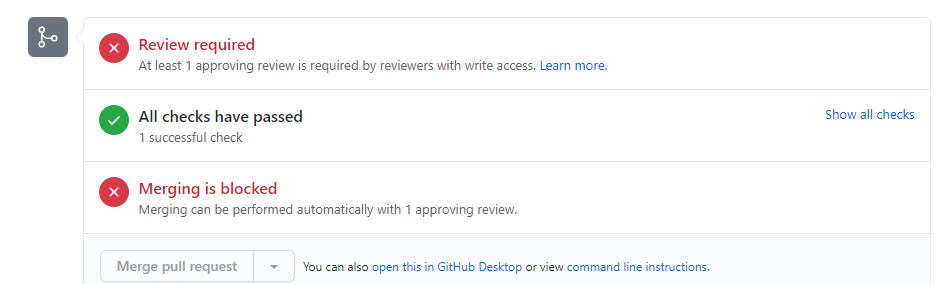 Review required
At least 1 approving review is required by reviewers with write access. Learn more.
All checks have passed
Show all checks
1 successful check
Merging is blocked
Merging can be performed automatically with 1 approving review.
Merge pull request
You can also open this in GitHub Desktop or view command line instructions.